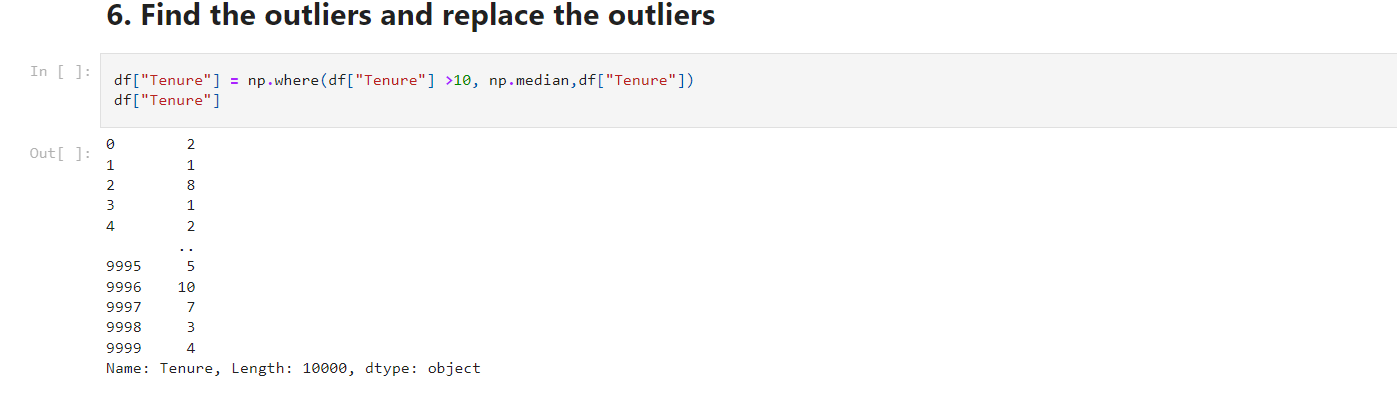 6. Find the outliers and replace the outliers
In [ ]:
df["Tenure"] = np.where(df["Tenure"] >10, np.median,df["Tenure"])
df["Tenure"]
Out[ ]:
0 2
1 1
2 8
3 1
4 2
..
9995 5
9996 10
9997 7
9998 3
9999 4
Name: Tenure, Length: 10000, dtype: object